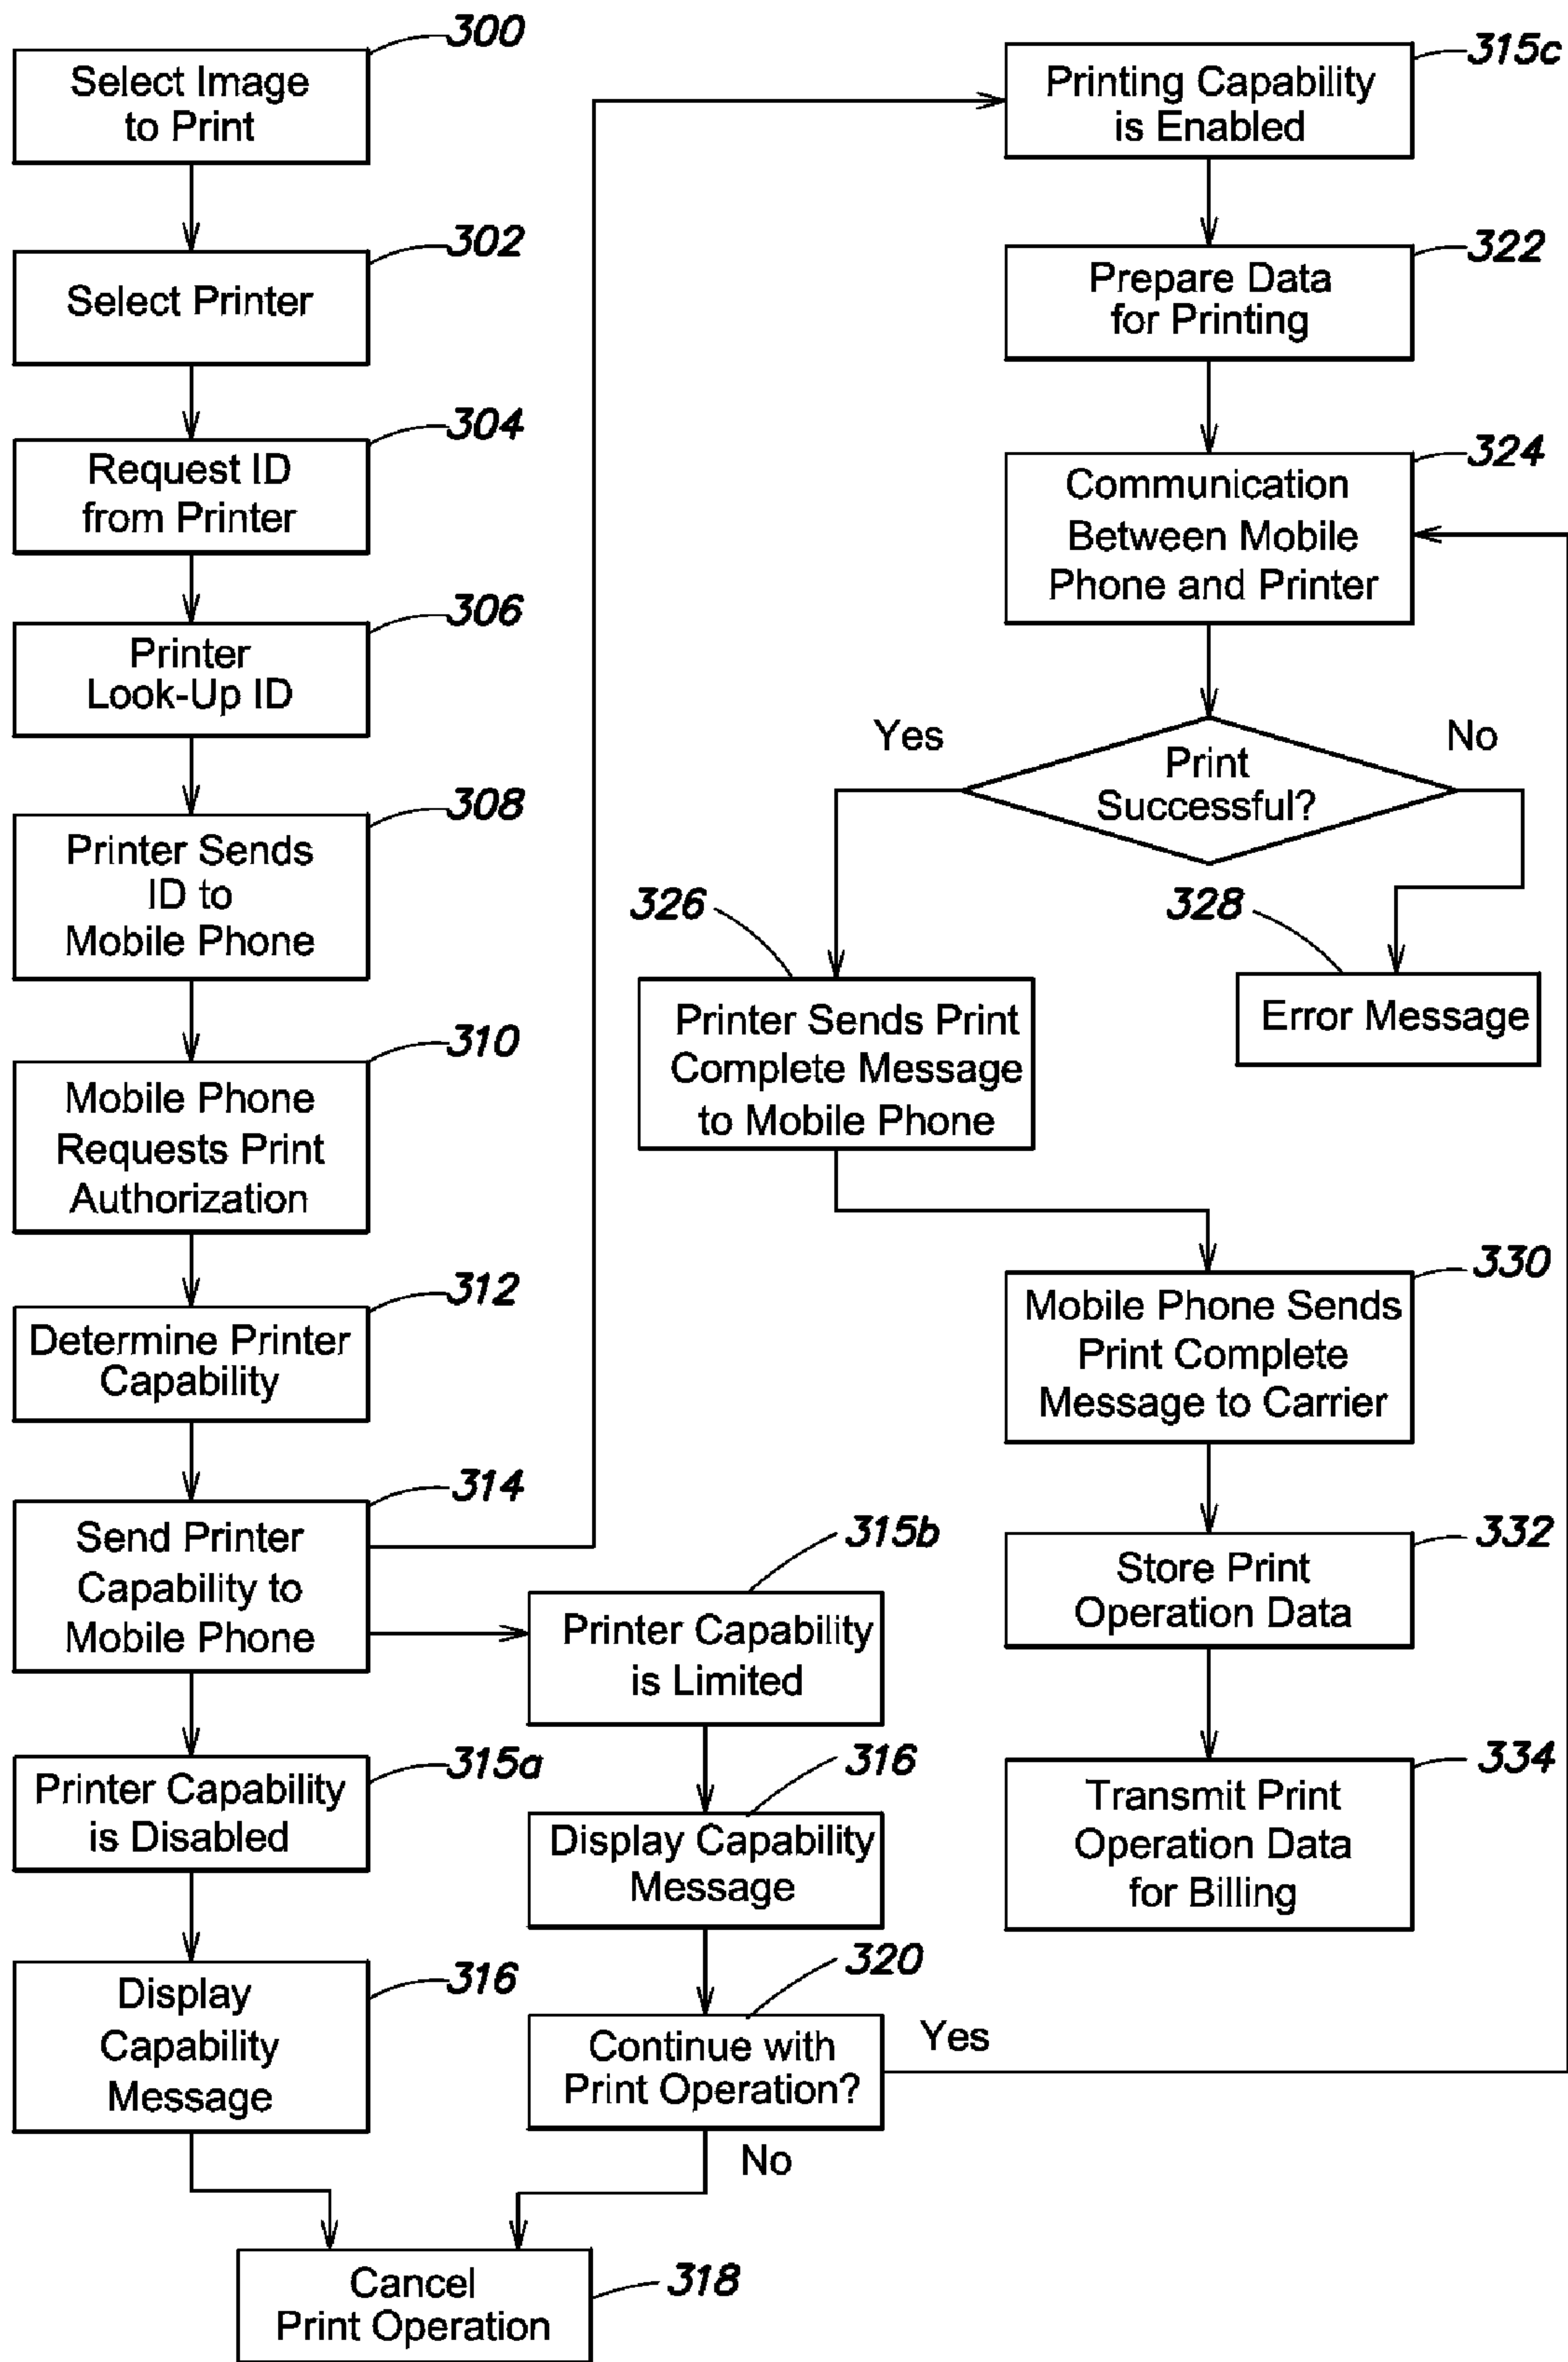 300
Select Image
to Print
302
Select Printer
304
Request ID
from Printer
306
Printer
Look-Up ID
308
Printer Sends
ID to
Mobile Phone
310
Mobile Phone
Requests Print
Authorization
312
Determine Printer
Capability
314
Send Printer
Capability to
Mobile Phone
315a
Printer Capability
is Disabled
316
Display
Capability
Message
315b
Printer Capability
is Limited
316
Display Capability
Message
320
Continue with
Print Operation?
Yes
No
Cancel
Print Operation
318
315c
Printing Capability
is Enabled
322
Prepare Data
for Printing
324
Communication
Between Mobile
Phone and Printer
Yes
No
Print
Successful?
326
Printer Sends Print
Complete Message
to Mobile Phone
328
Error Message
330
Mobile Phone Sends
Print Complete
Message to Carrier
332
Store Print
Operation Data
334
Transmit Print
Operation Data
for Billing